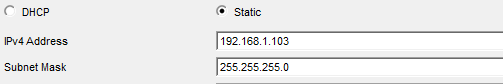 DHCP Static
IPv4 Address 192.168.1.103
Subnet Mask 255.255.255.0